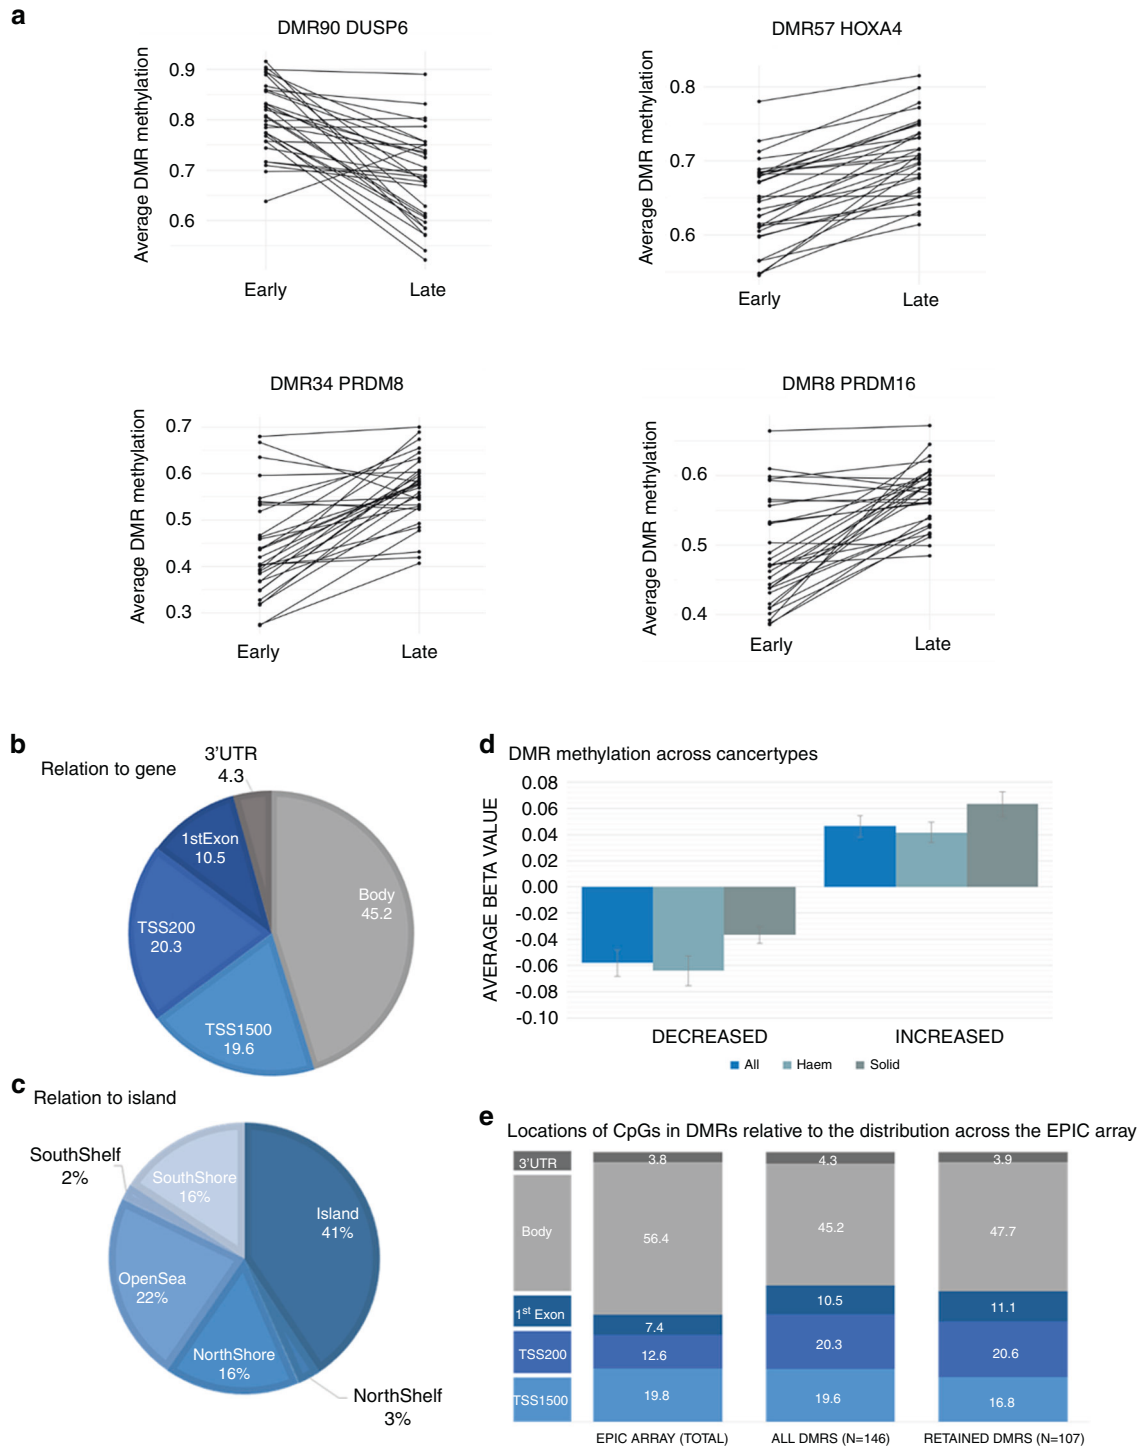 a
DMR90 DUSP6
Average DMR methylation
0.9
0.8
0.7
0.6
Early
Late
DMR57 HOXA4
Average DMR methylation
0.8
0.7
0.6
Early
Late
DMR34 PRDM8
Average DMR methylation
0.7
0.6
0.5
0.4
0.3
Early
Late
DMR8 PRDM16
Average DMR methylation
0.6
0.5
0.4
Early
Late
b
Relation to gene
3'UTR
4.3
1stExon
10.5
Body
45.2
TSS200
20.3
TSS1500
19.6
c
Relation to island
SouthShelf
2%
SouthShore
16%
Island
41%
OpenSea
22%
NorthShore
16%
NorthShelf
3%
d
DMR methylation across cancertypes
AVERAGE BETA VALUE
0.08
0.06
0.04
0.02
0.00
-0.02
-0.04
-0.06
-0.08
-0.10
DECREASED
INCREASED
All
Haem
Solid
e
Locations of CpGs in DMRs relative to the distribution across the EPIC array
3'UTR
Body
1st Exon
TSS200
TSS1500
3.8
56.4
7.4
12.6
19.8
EPIC ARRAY (TOTAL)
4.3
45.2
10.5
20.3
19.6
ALL DMRS (N=146)
3.9
47.7
11.1
20.6
16.8
RETAINED DMRS (N=107)